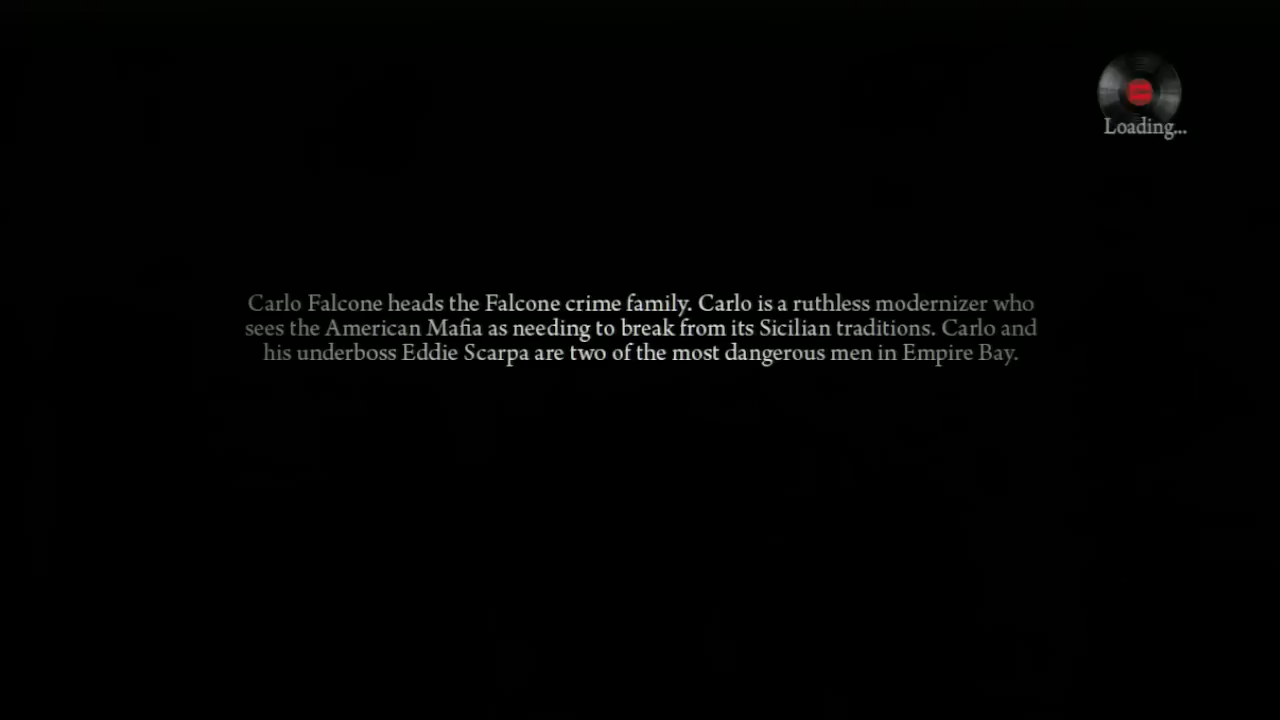 Loading...
Carlo Falcone heads the Falcone crime family. Carlo is a ruthless modernizer who
sees the American Mafia as needing to break from its Sicilian traditions. Carlo and
his underboss Eddie Scarpa are two of the most dangerous men in Empire Bay.